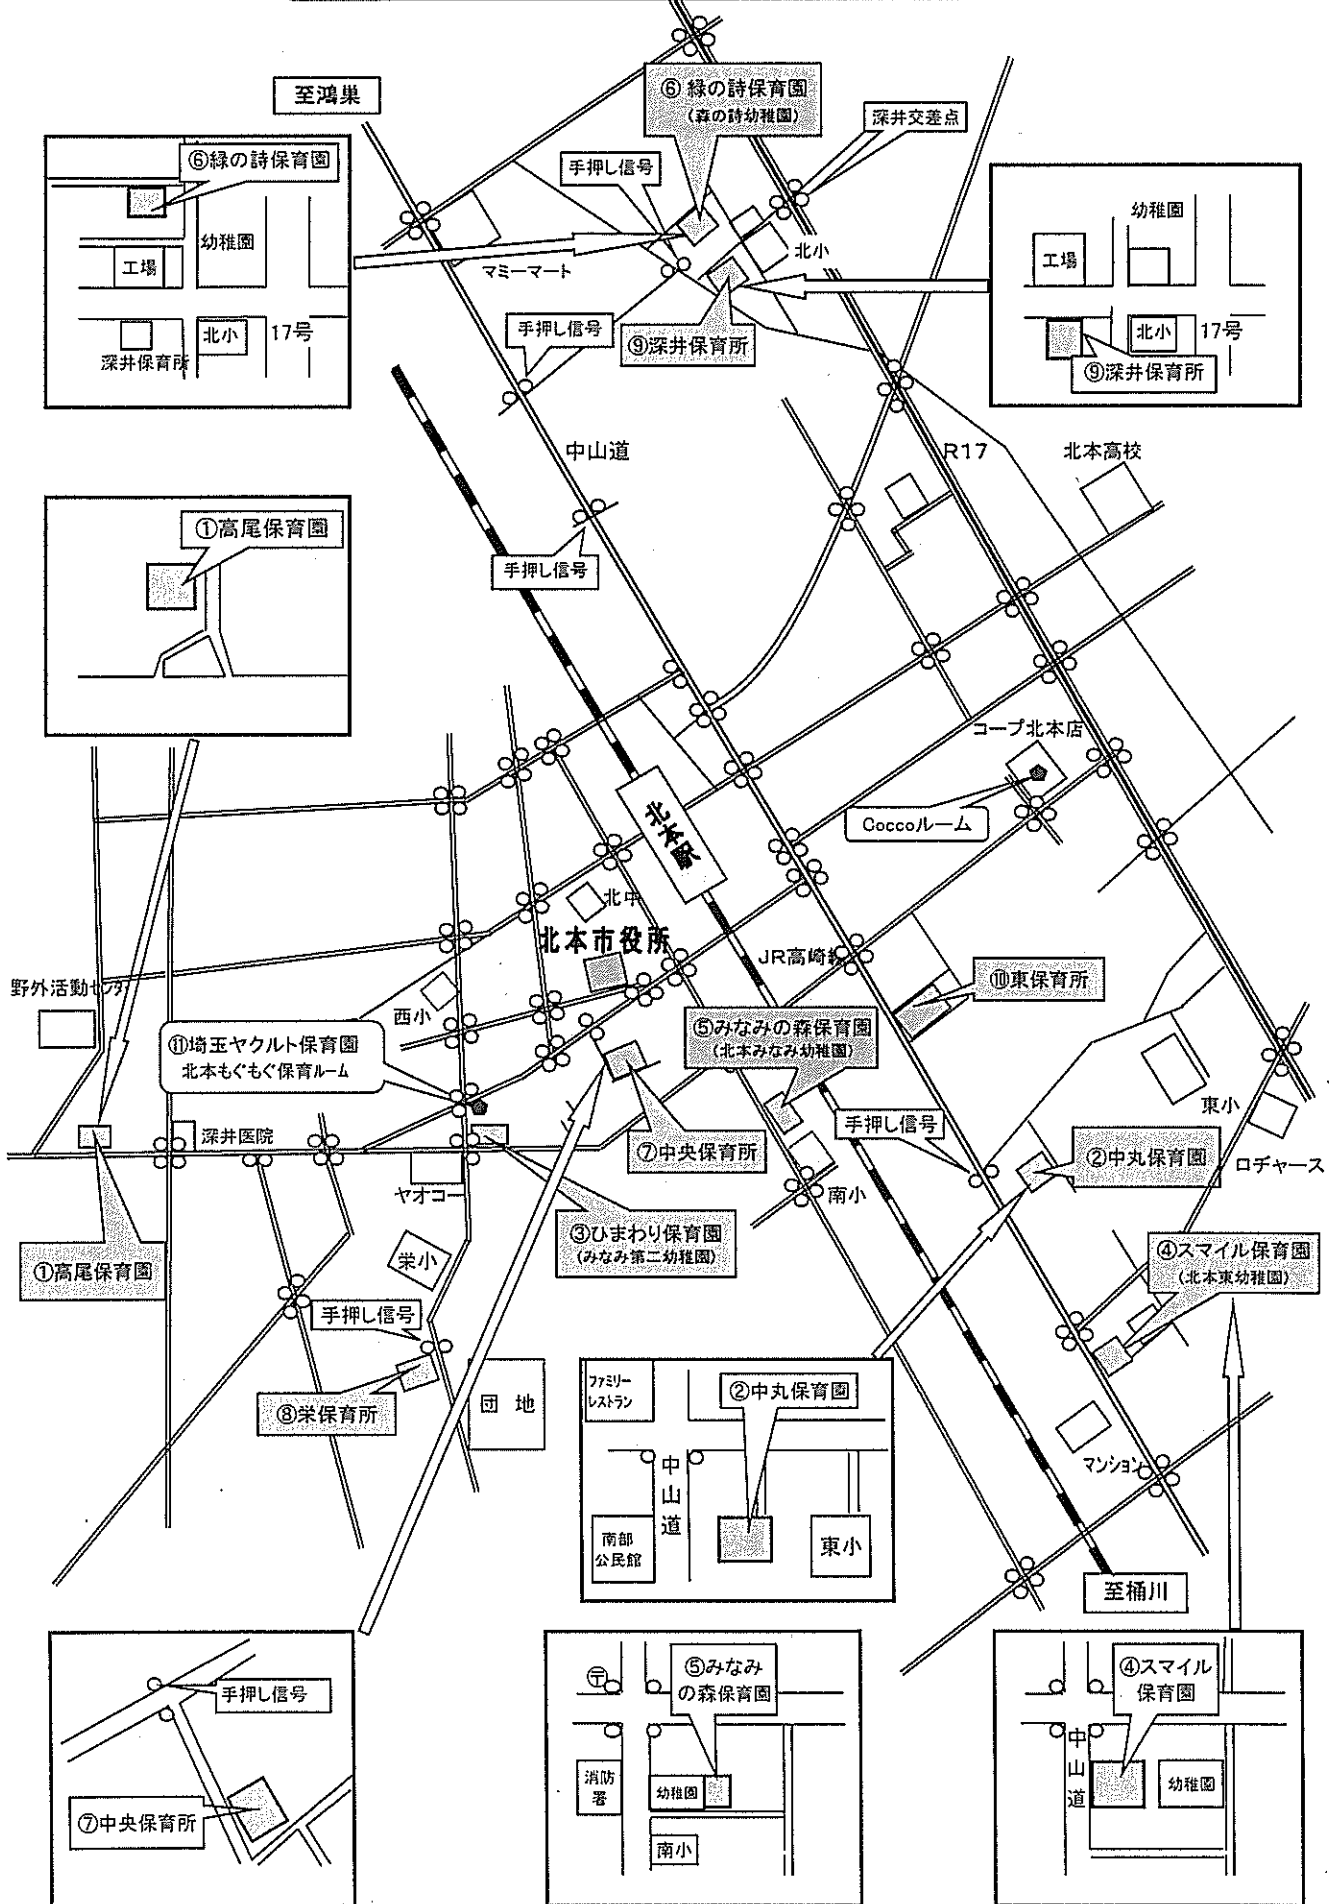 至鴻巣
⑥緑の詩保育園
(森の詩幼稚園)
深井交差点
手押し信号
⑥緑の詩保育園
幼稚園
工場
北小
17号
深井保育所
マミーマート
北小
幼稚園
工場
北小
17号
⑨深井保育所
手押し信号
⑨深井保育所
中山道
R17
北本高校
①高尾保育園
手押し信号
コープ北本店
Coccoルーム
北本駅
北中
北本市役所
JR高崎線
野外活動センタ
西小
⑩東保育所
⑤みなみの森保育園
(北本みなみ幼稚園)
⑪埼玉ヤクルト保育園
北本もぐもぐ保育ルーム
東小
深井医院
手押し信号
⑦中央保育所
②中丸保育園
ロヂャース
ヤオコー
南小
③ひまわり保育園
(みなみ第二幼稚園)
①高尾保育園
栄小
④スマイル保育園
(北本東幼稚園)
手押し信号
⑧栄保育所
団地
ファミリー
レストラン
②中丸保育園
中山道
南部
公民館
東小
マンション
至桶川
手押し信号
⑦中央保育所
〒
⑤みなみ
の森保育園
消防
署
幼稚園
南小
④スマイル
保育園
中山道
幼稚園